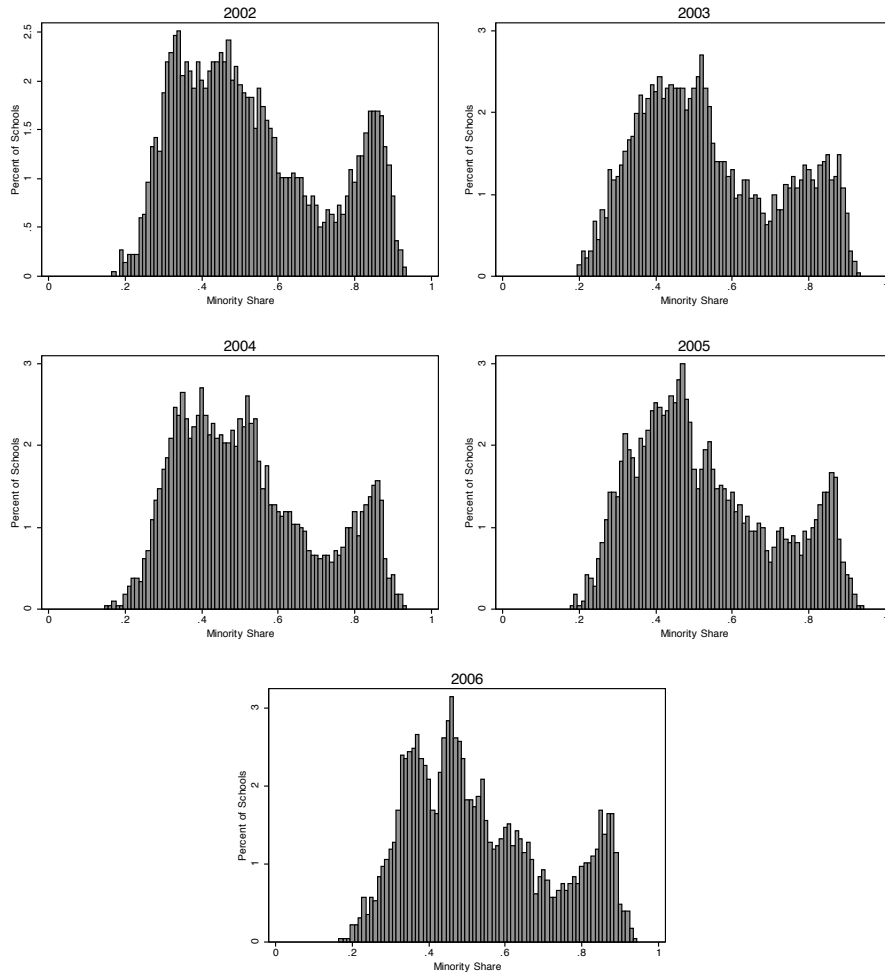 2002
Percent of Schools
0 .5 1 1.5 2 2.5
0 .2 .4 .6 .8 1
Minority Share
2003
Percent of Schools
0 1 2 3
0 .2 .4 .6 .8 1
Minority Share
2004
Percent of Schools
0 1 2 3
0 .2 .4 .6 .8 1
Minority Share
2005
Percent of Schools
0 1 2 3
0 .2 .4 .6 .8 1
Minority Share
2006
Percent of Schools
0 1 2 3
0 .2 .4 .6 .8 1
Minority Share